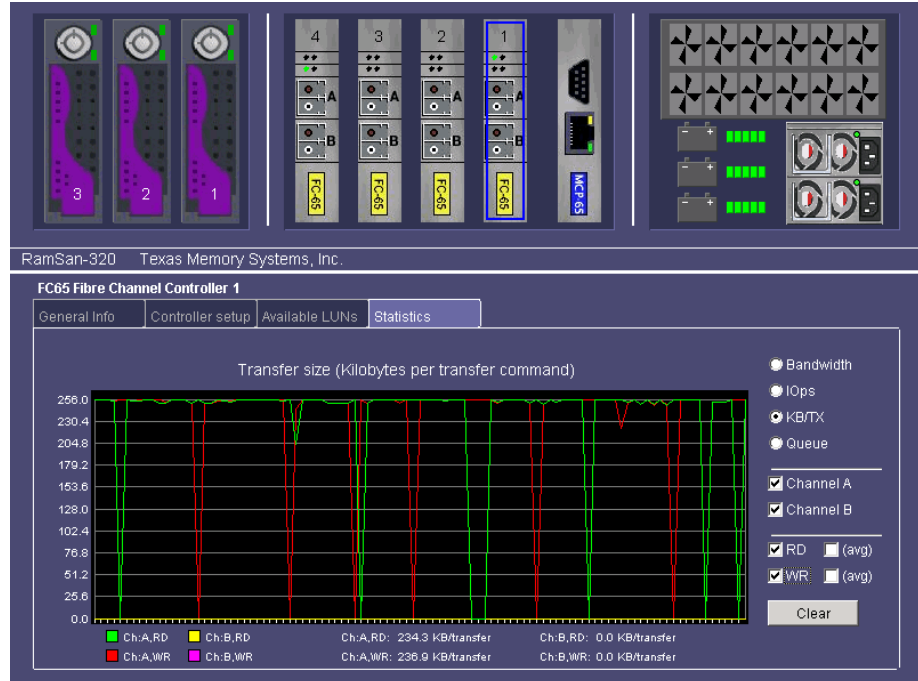 4 3 2 1
A A A A
B B B B
3 2 1
FC-65 FC-65 FC-65 FC-65 MCP-65
- +
- +
- +
RamSan-320 Texas Memory Systems, Inc.
FC65 Fibre Channel Controller 1
General Info Controller setup Available LUNs Statistics
Transfer size (Kilobytes per transfer command)
Bandwidth
IOps
KB/TX
Queue
Channel A
Channel B
RD (avg)
WR (avg)
Clear
256.0
230.4
204.8
179.2
153.6
128.0
102.4
76.8
51.2
25.6
0.0
Ch:A,RD Ch:B,RD Ch:A,RD: 234.3 KB/transfer Ch:B,RD: 0.0 KB/transfer
Ch:A,WR Ch:B,WR Ch:A,WR: 236.9 KB/transfer Ch:B,WR: 0.0 KB/transfer